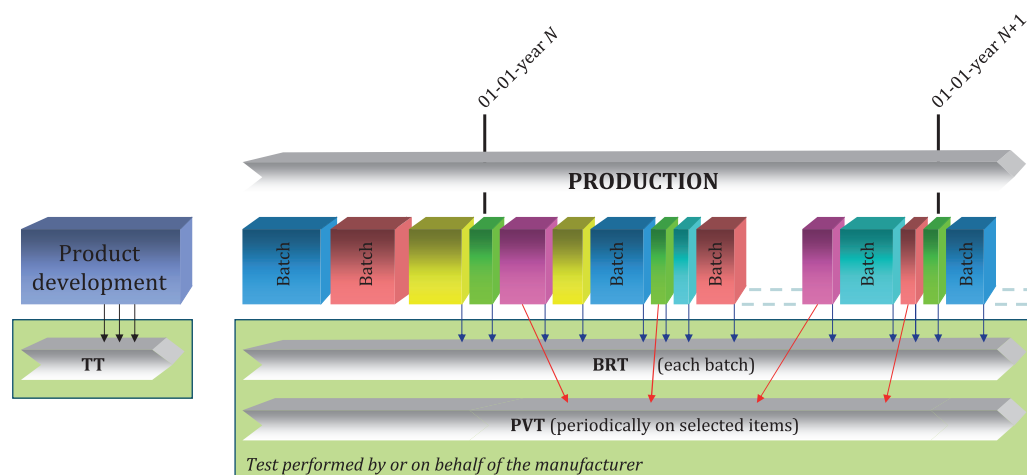 01-01-year N
01-01-year N+1
PRODUCTION
Product
development
Batch
Batch
Batch
Batch
Batch
Batch
TT
BRT (each batch)
PVT (periodically on selected items)
Test performed by or on behalf of the manufacturer